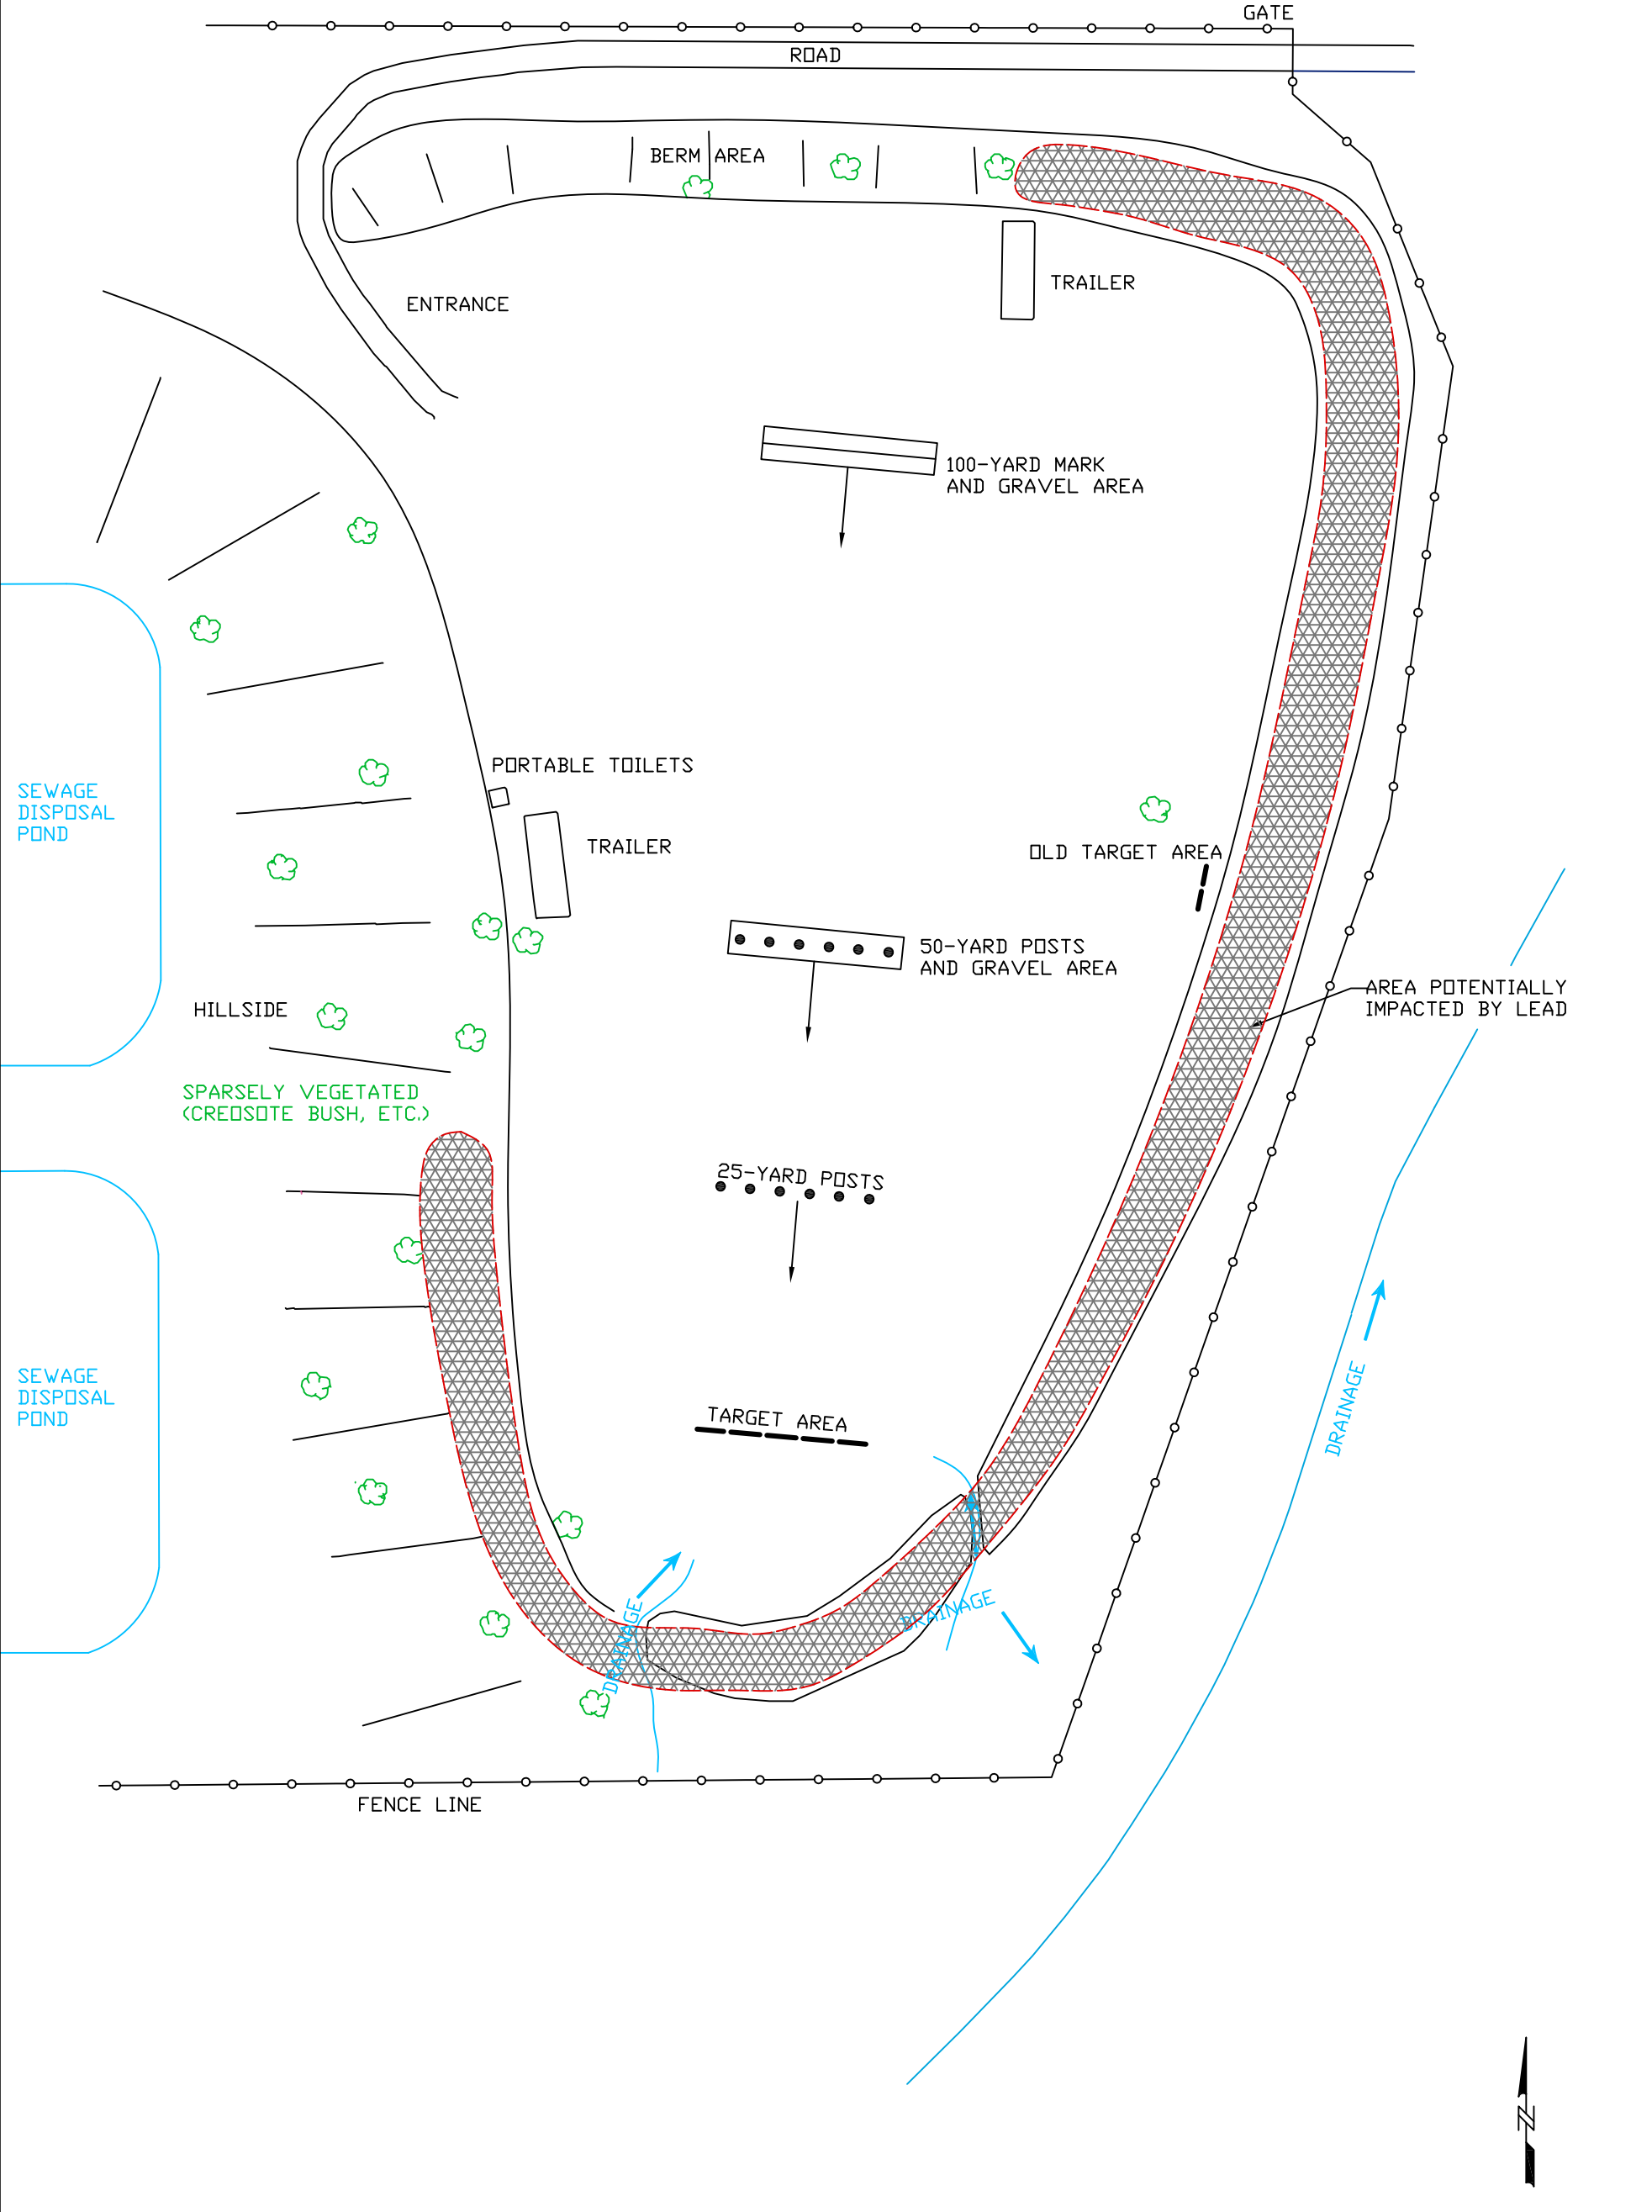 GATE
ROAD
BERM AREA
TRAILER
ENTRANCE
100-YARD MARK
AND GRAVEL AREA
PORTABLE TOILETS
SEWAGE
DISPOSAL
POND
TRAILER
OLD TARGET AREA
50-YARD POSTS
AND GRAVEL AREA
AREA POTENTIALLY
IMPACTED BY LEAD
HILLSIDE
SPARSELY VEGETATED
(CREOSOTE BUSH, ETC.)
25-YARD POSTS
SEWAGE
DISPOSAL
POND
TARGET AREA
DRAINAGE
DRAINAGE
DRAINAGE
FENCE LINE
N